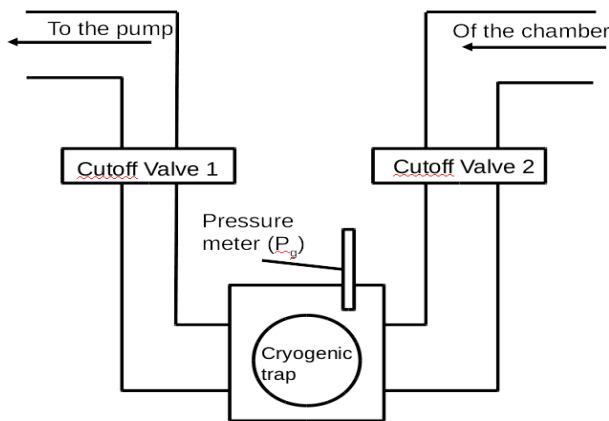 To the pump
Of the chamber
Cutoff Valve 1
Cutoff Valve 2
Pressure
meter (Pg)
Cryogenic
trap